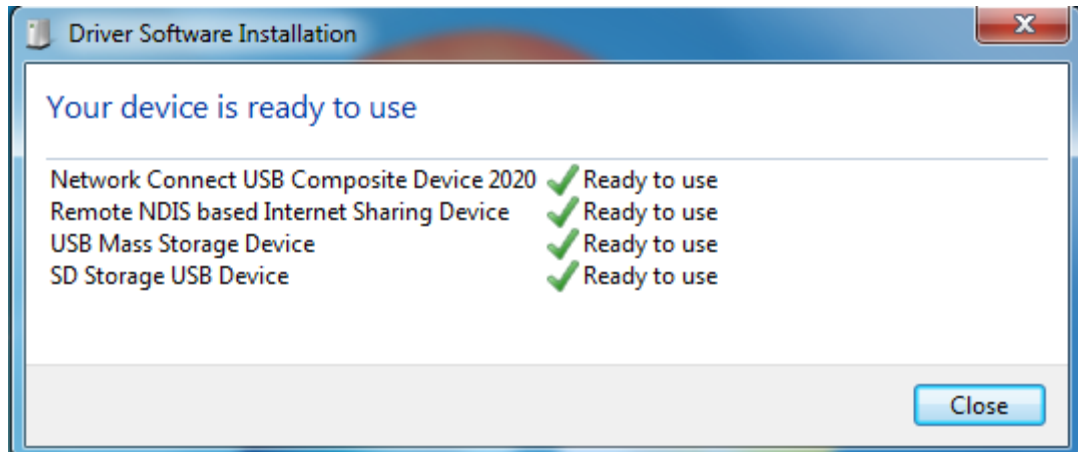 Driver Software Installation
Your device is ready to use
Network Connect USB Composite Device 2020 Ready to use
Remote NDIS based Internet Sharing Device Ready to use
USB Mass Storage Device Ready to use
SD Storage USB Device Ready to use
Close